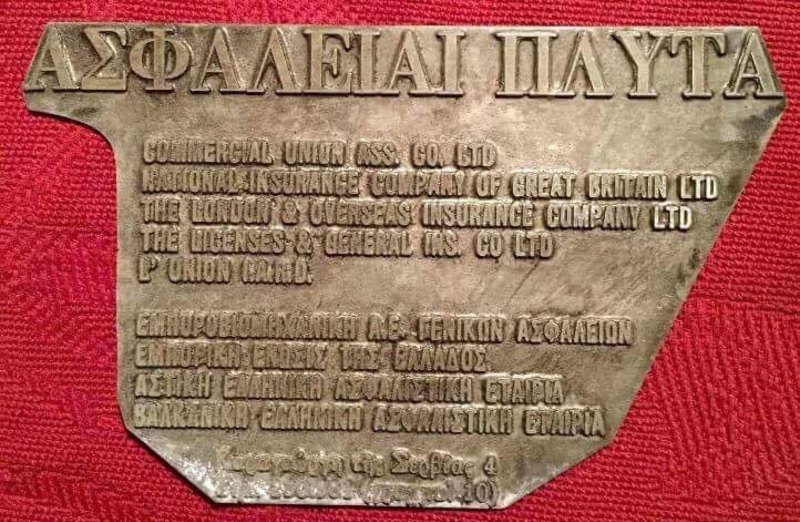 ΑΣΦΑΛΕΙΑΙ ΠΛΥΤΑ
COMMERCIAL UNION ASS. CO. LTD
NATIONAL INSURANCE COMPANY OF GREAT BRITAIN LTD
THE LONDON & OVERSEAS INSURANCE COMPANY LTD
THE LICENSES & GENERAL INS. CO LTD
L' UNION I.A.R.D.
ΕΜΠΟΡΟΒΙΟΜΗΧΑΝΙΚΗ Α.Ε. ΓΕΝΙΚΩΝ ΑΣΦΑΛΕΙΩΝ
ΕΜΠΟΡΙΚΗ ΕΝΩΣΙΣ ΤΗΣ ΕΛΛΑΔΟΣ
ΑΣΤΙΚΗ ΕΛΛΗΝΙΚΗ ΑΣΦΑΛΙΣΤΙΚΗ ΕΤΑΙΡΙΑ
ΒΑΛΚΑΝΙΚΗ ΕΛΛΗΝΙΚΗ ΑΣΦΑΛΙΣΤΙΚΗ ΕΤΑΙΡΙΑ
Καραγιώργη της Σερβίας 4